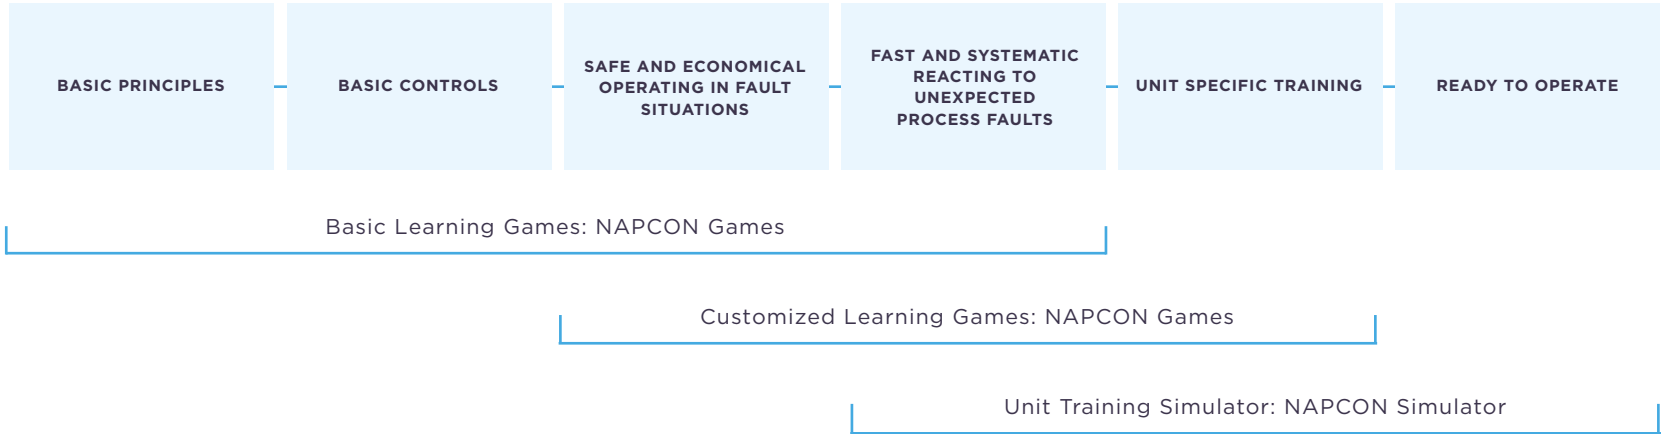 BASIC PRINCIPLES
BASIC CONTROLS
SAFE AND ECONOMICAL
OPERATING IN FAULT
SITUATIONS
FAST AND SYSTEMATIC
REACTING TO
UNEXPECTED
PROCESS FAULTS
UNIT SPECIFIC TRAINING
READY TO OPERATE
Basic Learning Games: NAPCON Games
Customized Learning Games: NAPCON Games
Unit Training Simulator: NAPCON Simulator